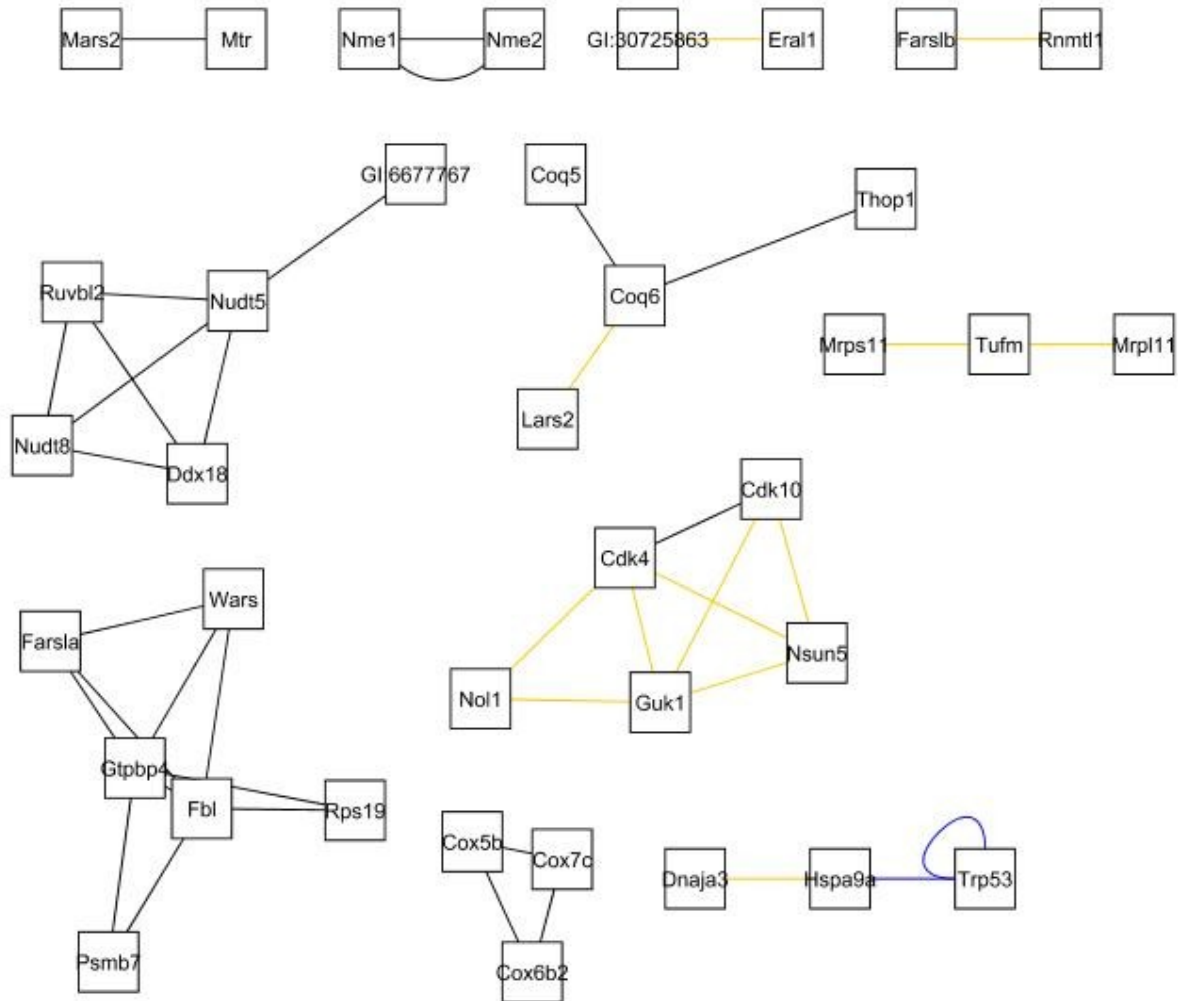 Mars2
Mtr
Nme1
Nme2
GI:30725863
Eral1
Farslb
Rnmtl1
GI:6677767
Coq5
Thop1
Ruvbl2
Nudt5
Coq6
Mrps11
Tufm
Mrpl11
Lars2
Nudt8
Ddx18
Cdk10
Cdk4
Wars
Farsla
Nsun5
Nol1
Guk1
Gtpbp4
Fbl
Rps19
Cox5b
Cox7c
Dnaja3
Hspa9a
Trp53
Psmb7
Cox6b2